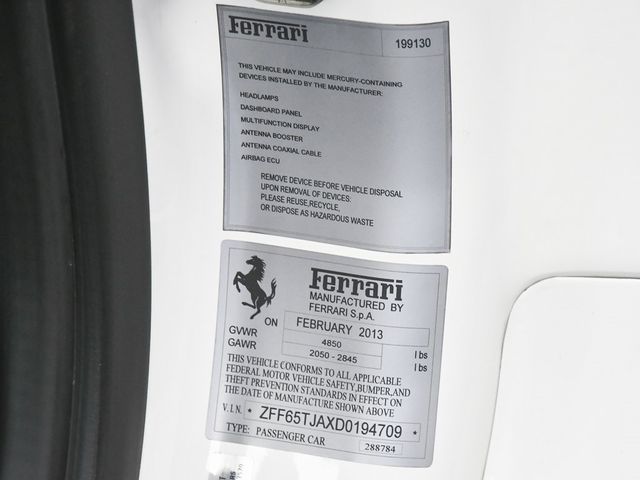 Ferrari
199130
THIS VEHICLE MAY INCLUDE MERCURY-CONTAINING
DEVICES INSTALLED BY THE MANUFACTURER:
HEADLAMPS
DASHBOARD PANEL
MULTIFUNCTION DISPLAY
ANTENNA BOOSTER
ANTENNA COAXIAL CABLE
AIRBAG ECU
REMOVE DEVICE BEFORE VEHICLE DISPOSAL
UPON REMOVAL OF DEVICES:
PLEASE REUSE,RECYCLE,
OR DISPOSE AS HAZARDOUS WASTE
Ferrari
MANUFACTURED BY
FERRARI S.p.A.
ON FEBRUARY 2013
GVWR 4850 lbs
GAWR 2050 - 2845 lbs
THIS VEHICLE CONFORMS TO ALL APPLICABLE
FEDERAL MOTOR VEHICLE SAFETY,BUMPER,AND
THEFT PREVENTION STANDARDS IN EFFECT ON
THE DATE OF MANUFACTURE SHOWN ABOVE
V.I.N. * ZFF65TJAXD0194709 *
TYPE: PASSENGER CAR 288784